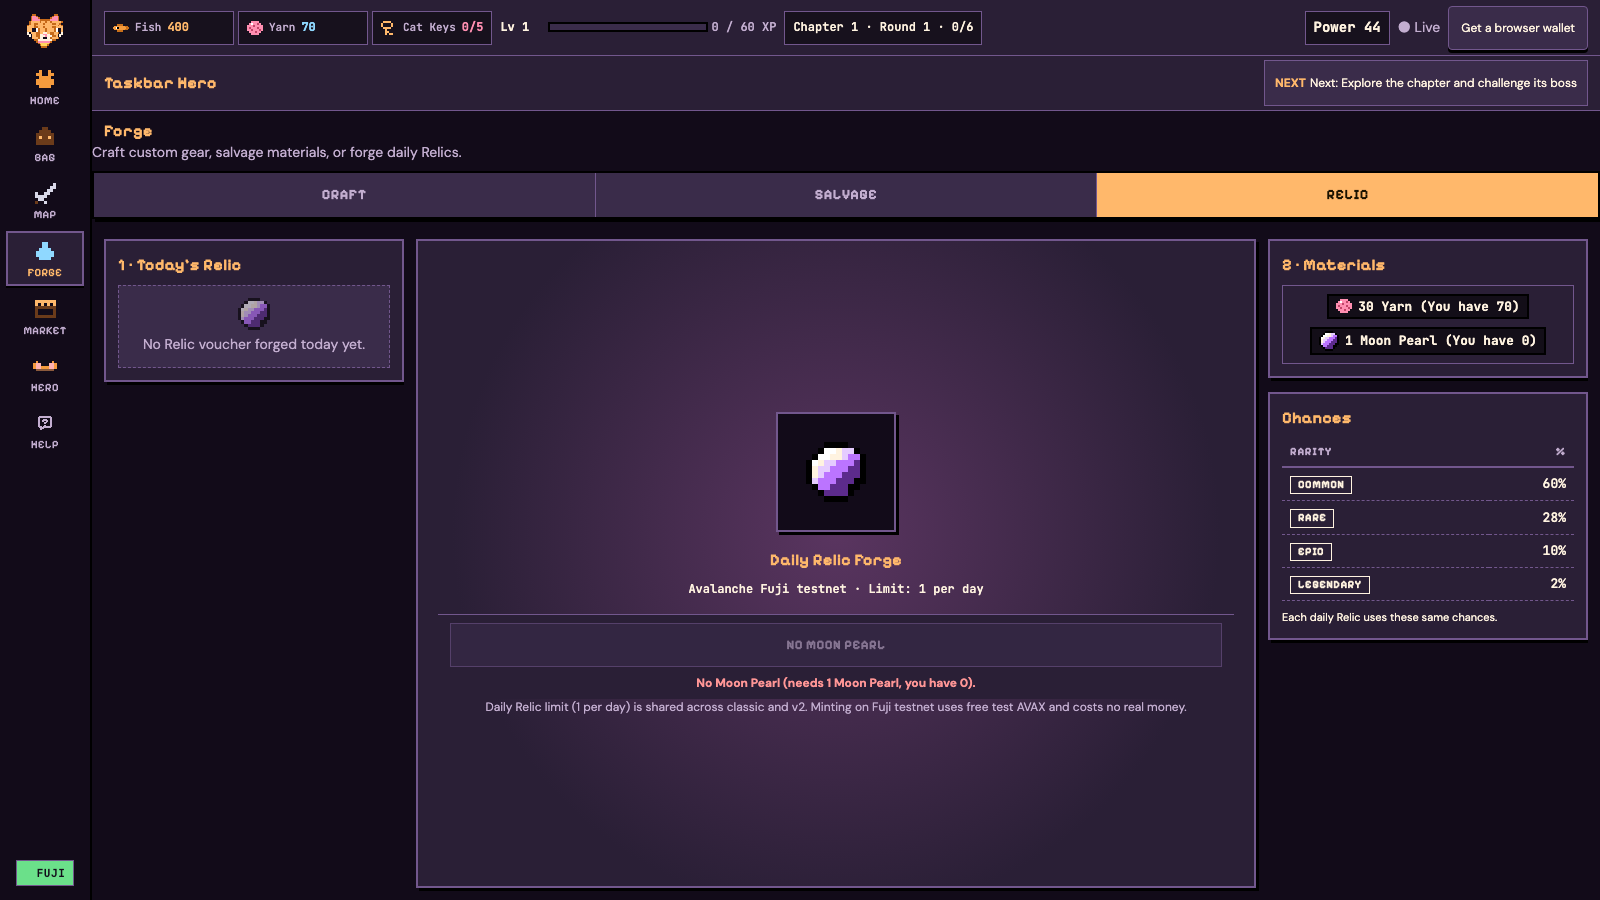 Fish 400
Yarn 70
Cat Keys 0/5
Lv 1
0 / 60 XP
Chapter 1 · Round 1 · 0/6
Power 44
Live
Get a browser wallet
HOME
BAG
MAP
FORGE
MARKET
HERO
HELP
FUJI
Taskbar Hero
NEXT Next: Explore the chapter and challenge its boss
Forge
Craft custom gear, salvage materials, or forge daily Relics.
CRAFT
SALVAGE
RELIC
1 · Today's Relic
No Relic voucher forged today yet.
Daily Relic Forge
Avalanche Fuji testnet · Limit: 1 per day
NO MOON PEARL
No Moon Pearl (needs 1 Moon Pearl, you have 0).
Daily Relic limit (1 per day) is shared across classic and v2. Minting on Fuji testnet uses free test AVAX and costs no real money.
2 · Materials
30 Yarn (You have 70)
1 Moon Pearl (You have 0)
Chances
RARITY %
COMMON 60%
RARE 28%
EPIC 10%
LEGENDARY 2%
Each daily Relic uses these same chances.